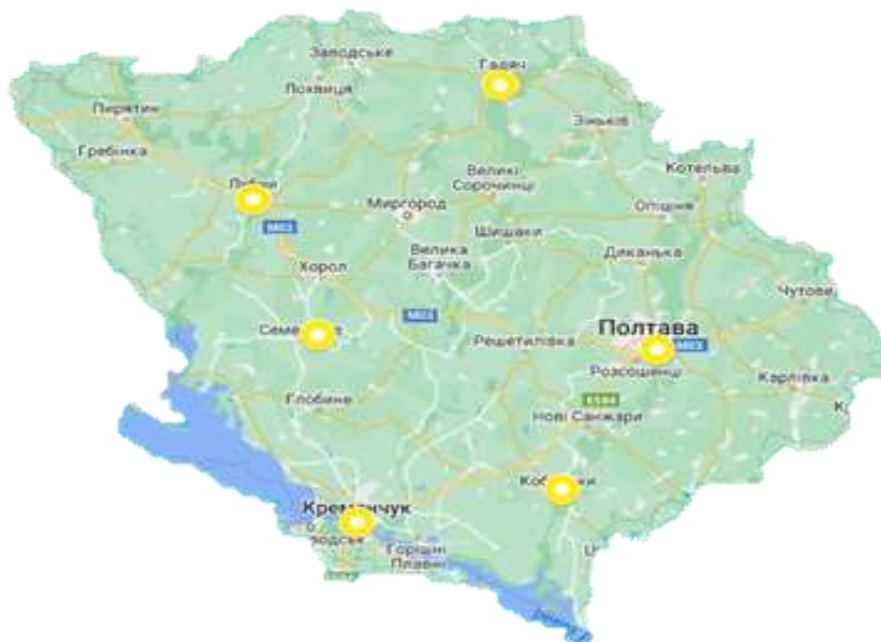 Заводське
Гадяч
Лохвиця
Пирятин
Зіньків
Гребінка
Котельва
Великі
Сорочинці
Миргород
Опішня
Шишаки
М03
Велика
Багачка
Диканька
Хорол
Чутове
М03
Полтава
Решетилівка
М03
Розсошенці
Карлівка
Глобине
Нові Санжари
Кременчук
Горішні
Плавні